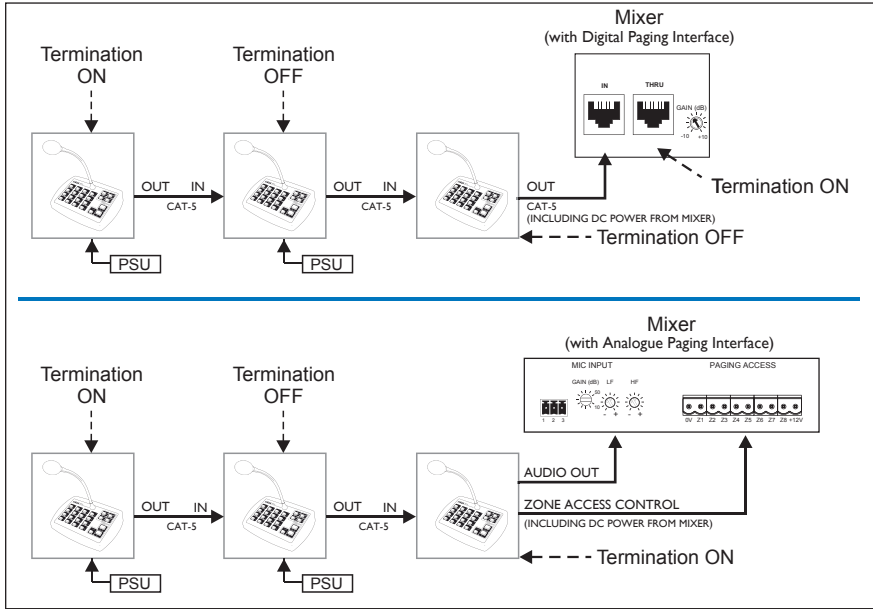 Mixer
(with Digital Paging Interface)
Termination
ON
Termination
OFF
IN
THRU
GAIN (dB)
-10
+10
Termination ON
OUT
IN
CAT-5
OUT
IN
CAT-5
OUT
CAT-5
(INCLUDING DC POWER FROM MIXER)
Termination OFF
PSU
PSU
Mixer
(with Analogue Paging Interface)
Termination
ON
Termination
OFF
MIC INPUT
PAGING ACCESS
GAIN (dB)
LF
HF
50
10
- +
- +
1 2 3
0V Z1 Z2 Z3 Z4 Z5 Z6 Z7 Z8 +12V
AUDIO OUT
OUT
IN
CAT-5
OUT
IN
CAT-5
ZONE ACCESS CONTROL
(INCLUDING DC POWER FROM MIXER)
Termination ON
PSU
PSU